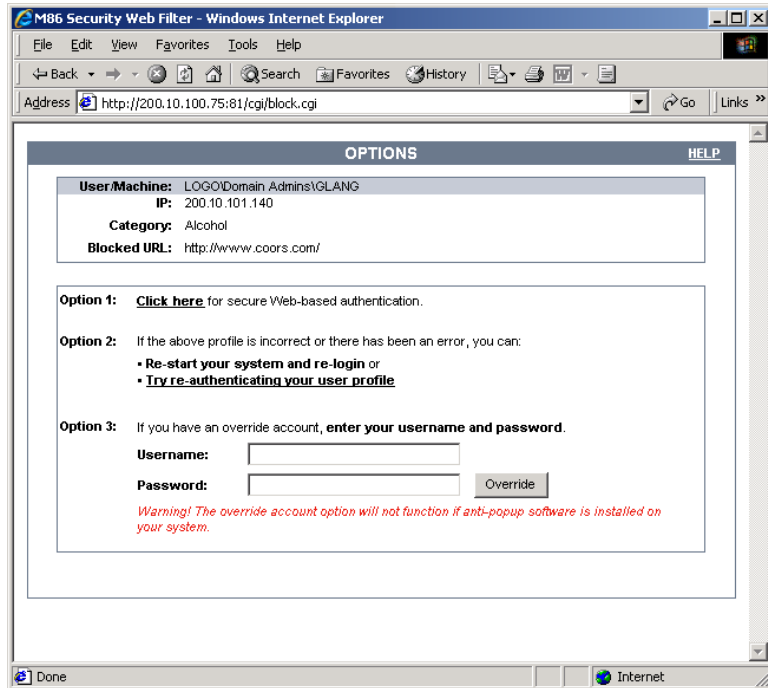 M86 Security Web Filter - Windows Internet Explorer
File Edit View Favorites Tools Help
Back Search Favorites History
Address http://200.10.100.75:81/cgi/block.cgi Go Links »
OPTIONS HELP
User/Machine: LOGO\Domain Admins\GLANG
IP: 200.10.101.140
Category: Alcohol
Blocked URL: http://www.coors.com/
Option 1: Click here for secure Web-based authentication.
Option 2: If the above profile is incorrect or there has been an error, you can:
▪ Re-start your system and re-login or
▪ Try re-authenticating your user profile
Option 3: If you have an override account, enter your username and password.
Username:
Password: Override
Warning! The override account option will not function if anti-popup software is installed on
your system.
Done Internet